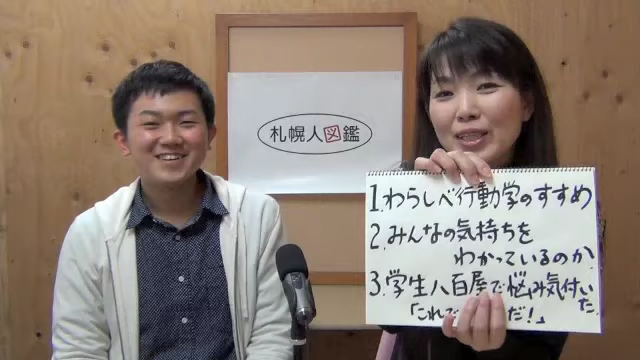 札幌人図鑑
1.わらしべ行動学のすすめ
2.みんなの気持ちを
わかっているのか
3.学生八百屋で悩み気付いた
「これで だ!」